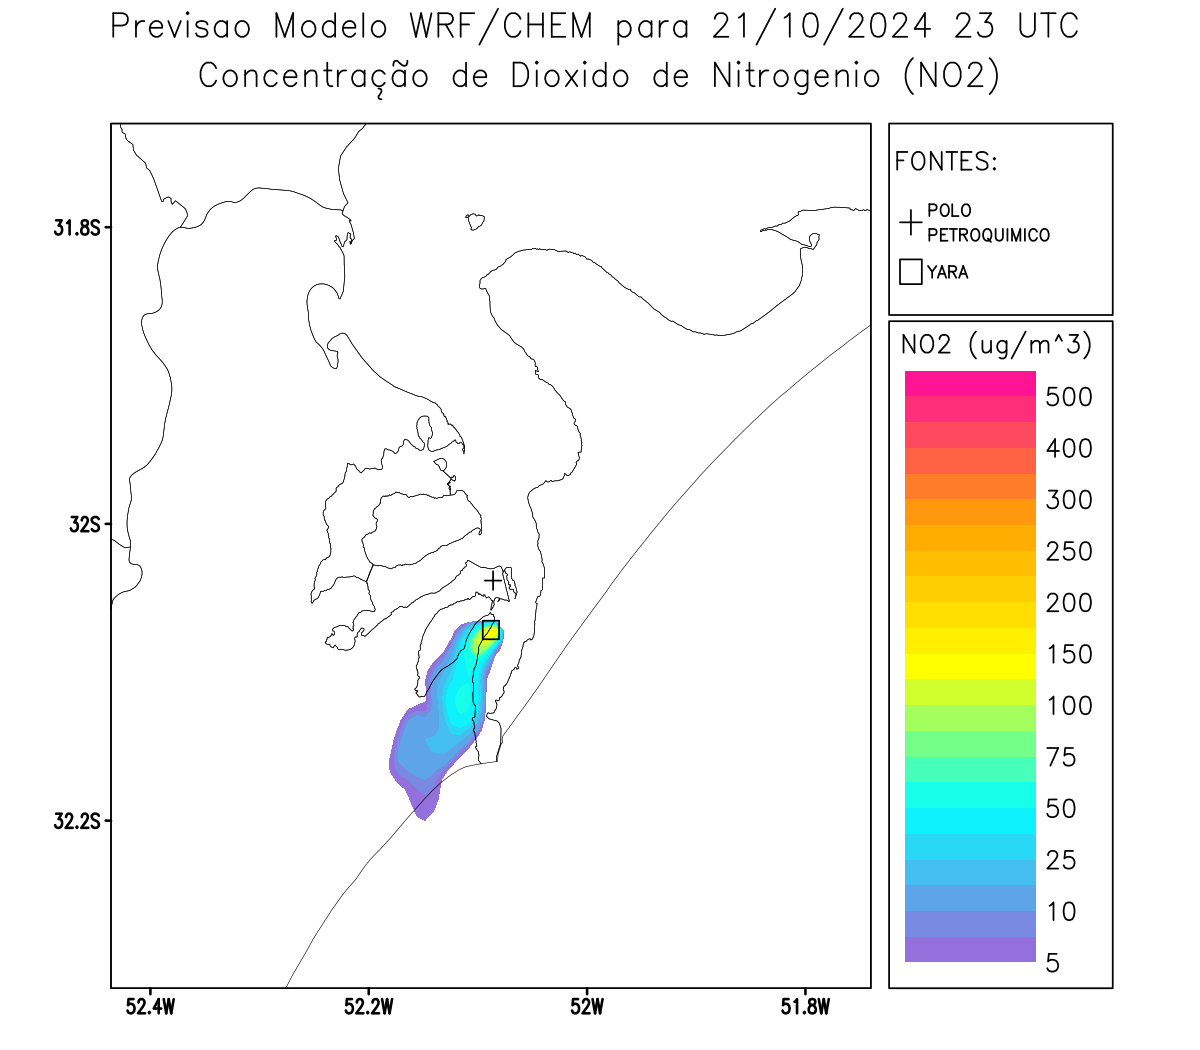 Previsao Modelo WRF/CHEM para 21/10/2024 23 UTC
Concentração de Dioxido de Nitrogenio (NO2)
FONTES:
POLO
PETROQUIMICO
YARA
NO2 (ug/m^3)
500
400
300
250
200
150
100
75
50
25
10
5
31.8S
32S
32.2S
52.4W
52.2W
52W
51.8W